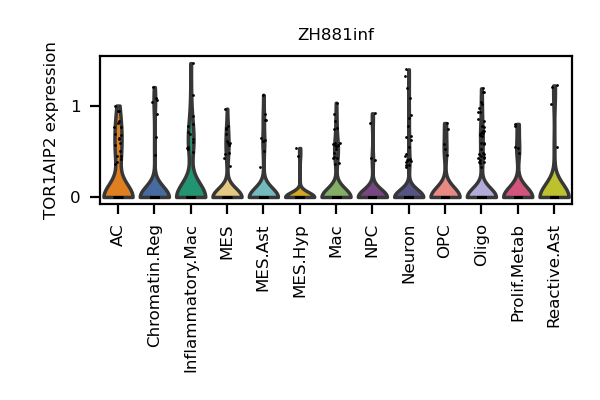 ZH881inf
TOR1AIP2 expression
1
0
AC
Chromatin.Reg
Inflammatory.Mac
MES
MES.Ast
MES.Hyp
Mac
NPC
Neuron
OPC
Oligo
Prolif.Metab
Reactive.Ast